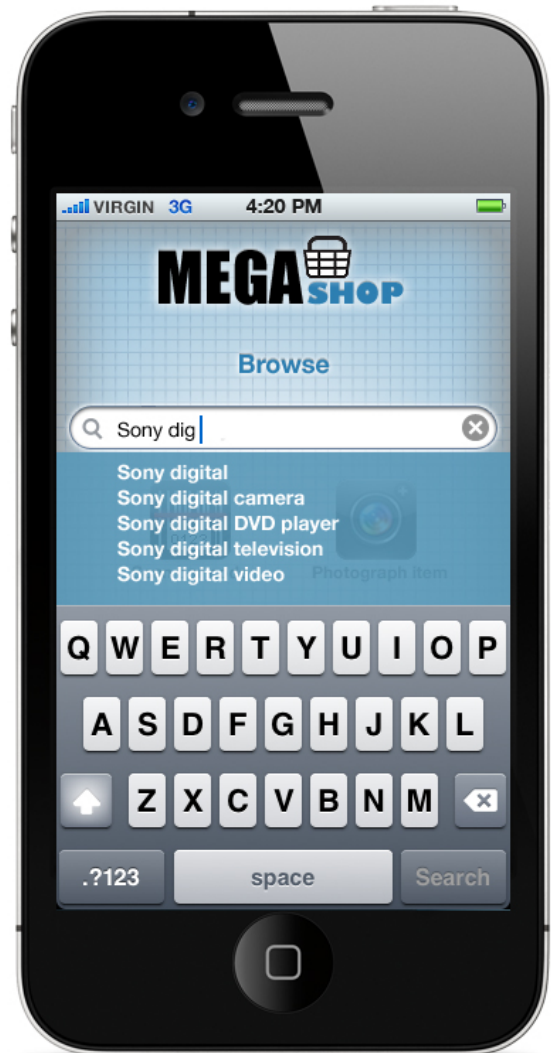 VIRGIN 3G 4:20 PM
MEGA SHOP
Browse
Sony dig
Sony digital
Sony digital camera
Sony digital DVD player
Sony digital television
Sony digital video
Photograph item
Q W E R T Y U I O P
A S D F G H J K L
Z X C V B N M
.?123 space Search